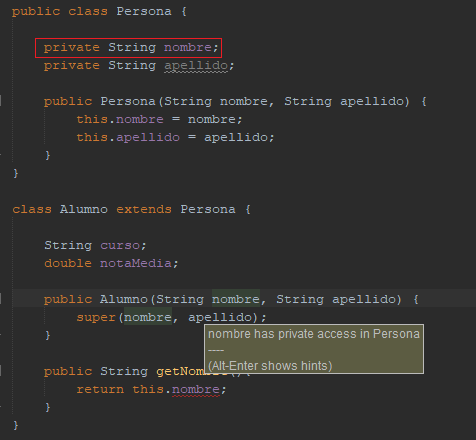 public class Persona {
private String nombre;
private String apellido;
public Persona(String nombre, String apellido) {
this.nombre = nombre;
this.apellido = apellido;
}
}
class Alumno extends Persona {
String curso;
double notaMedia;
public Alumno(String nombre, String apellido) {
super(nombre, apellido);
}
nombre has private access in Persona
----
(Alt-Enter shows hints)
public String getNom
return this.nombre;
}
}